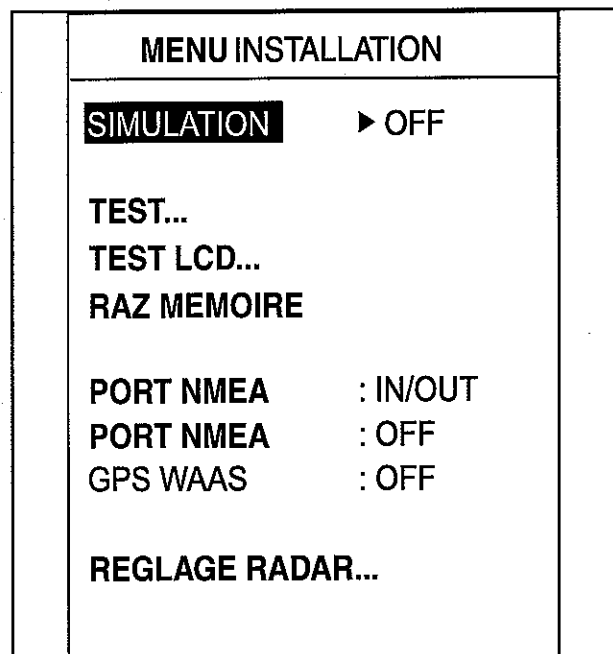 MENU INSTALLATION
SIMULATION ▶ OFF
TEST...
TEST LCD...
RAZ MEMOIRE
PORT NMEA : IN/OUT
PORT NMEA : OFF
GPS WAAS : OFF
REGLAGE RADAR...